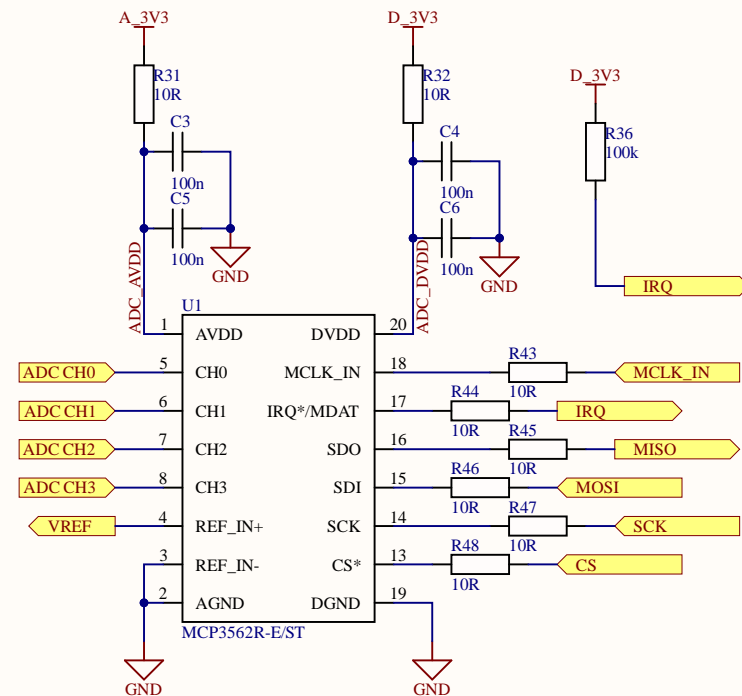 A_3V3
D_3V3
R31
10R
R32
10R
D_3V3
C3
100n
C4
100n
R36
100k
C5
100n
C6
100n
ADC_AVDD
GND
ADC_DVDD
GND
IRQ
U1
1 AVDD DVDD 20
ADC CH0 5 CH0 MCLK_IN 18 R43 10R MCLK_IN
ADC CH1 6 CH1 IRQ*/MDAT 17 R44 10R IRQ
ADC CH2 7 CH2 SDO 16 R45 10R MISO
ADC CH3 8 CH3 SDI 15 R46 10R MOSI
VREF 4 REF_IN+ SCK 14 R47 10R SCK
3 REF_IN- CS* 13 R48 10R CS
2 AGND DGND 19
MCP3562R-E/ST
GND
GND